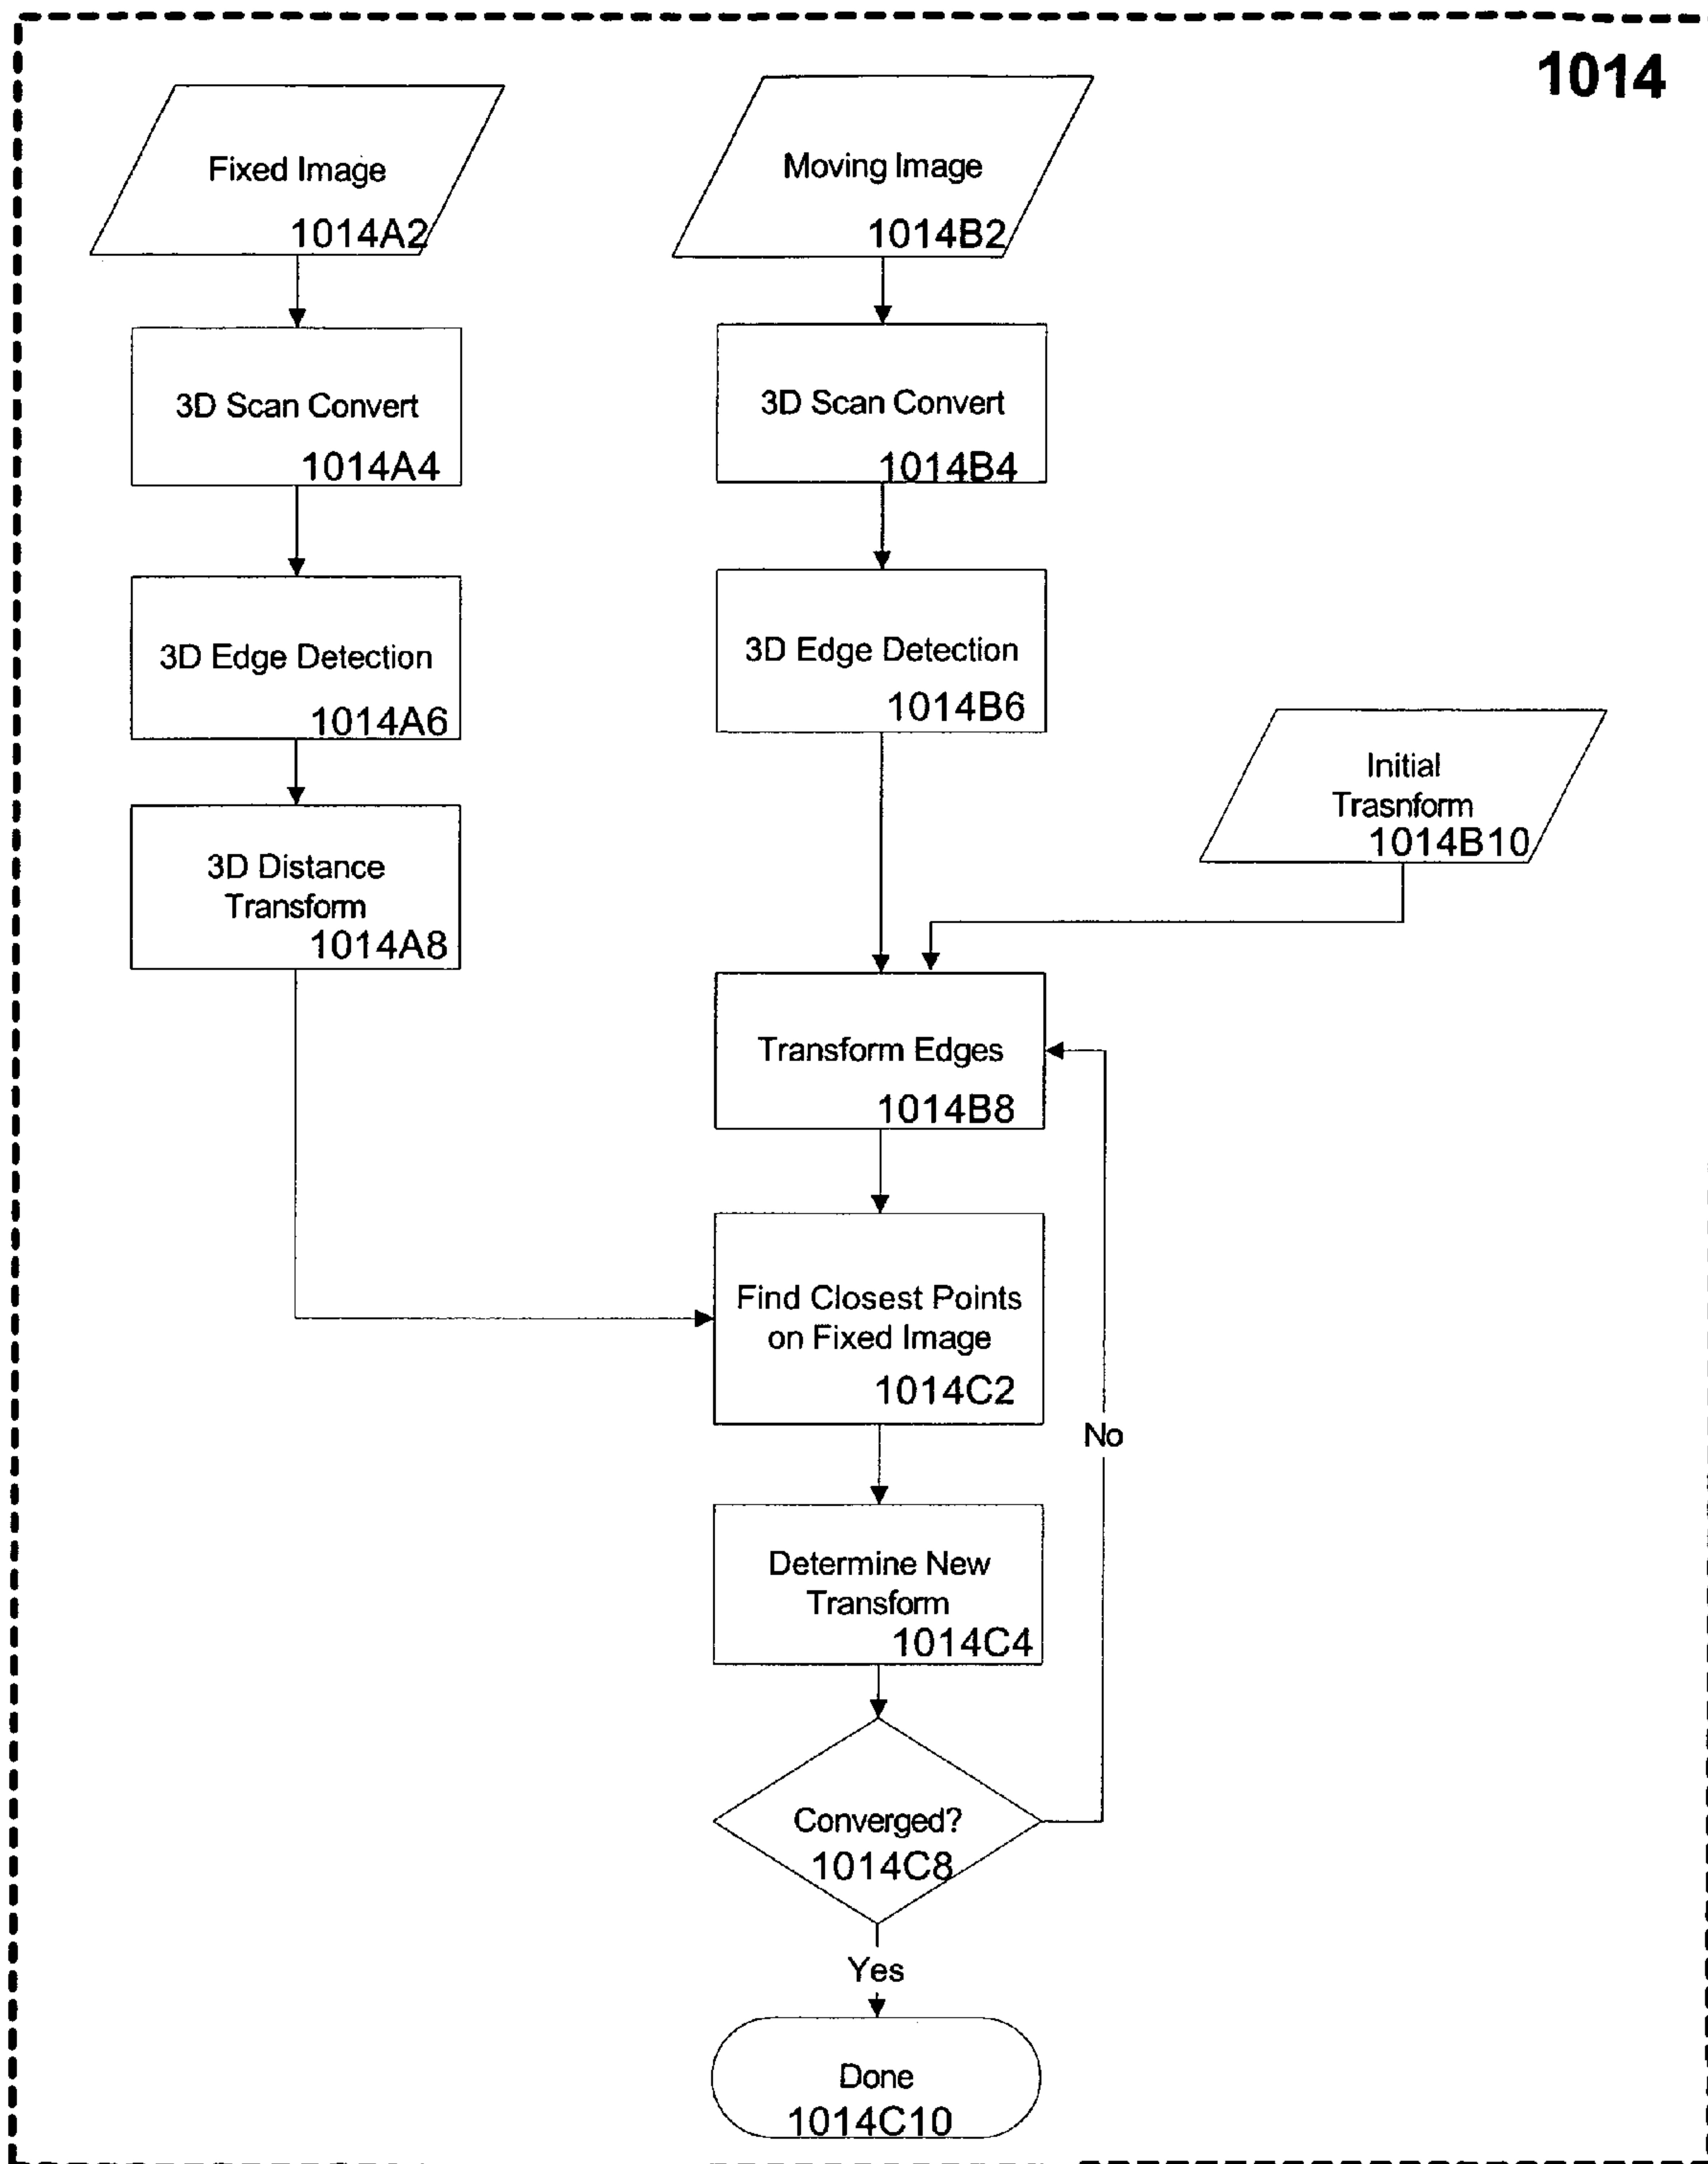 1014
Fixed Image
1014A2
Moving Image
1014B2
3D Scan Convert
1014A4
3D Scan Convert
1014B4
3D Edge Detection
1014A6
3D Edge Detection
1014B6
Initial
Trasnform
1014B10
3D Distance
Transform
1014A8
Transform Edges
1014B8
Find Closest Points
on Fixed Image
1014C2
No
Determine New
Transform
1014C4
Converged?
1014C8
Yes
Done
1014C10